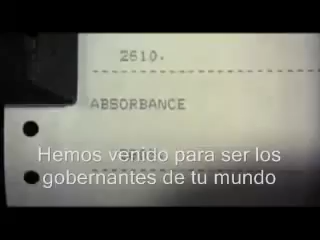 2610.
ABSORBANCE
Hemos venido para ser los
gobernantes de tu mundo